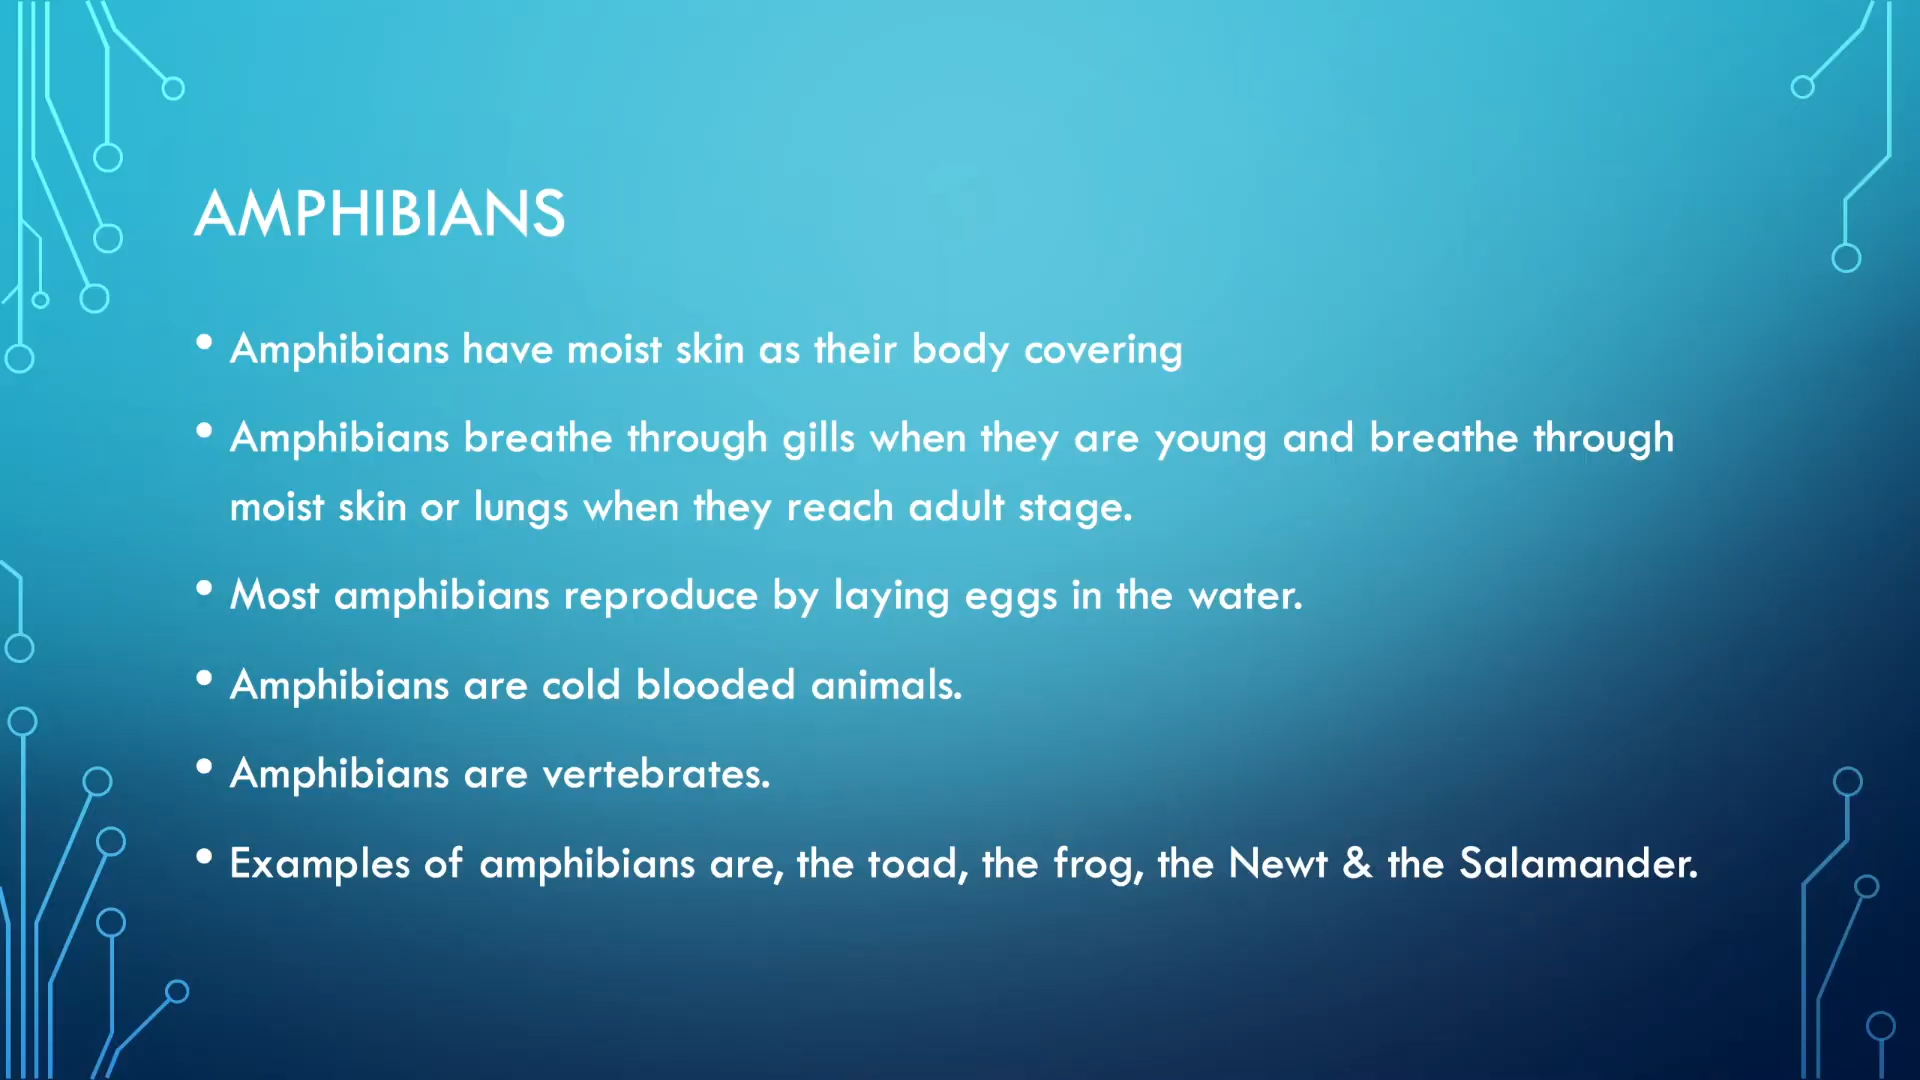 AMPHIBIANS
• Amphibians have moist skin as their body covering
• Amphibians breathe through gills when they are young and breathe through
moist skin or lungs when they reach adult stage.
• Most amphibians reproduce by laying eggs in the water.
• Amphibians are cold blooded animals.
• Amphibians are vertebrates.
• Examples of amphibians are, the toad, the frog, the Newt & the Salamander.